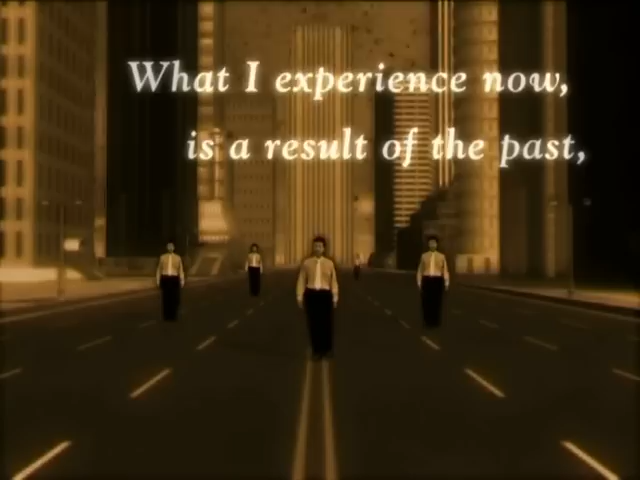 What I experience now,
is a result of the past,